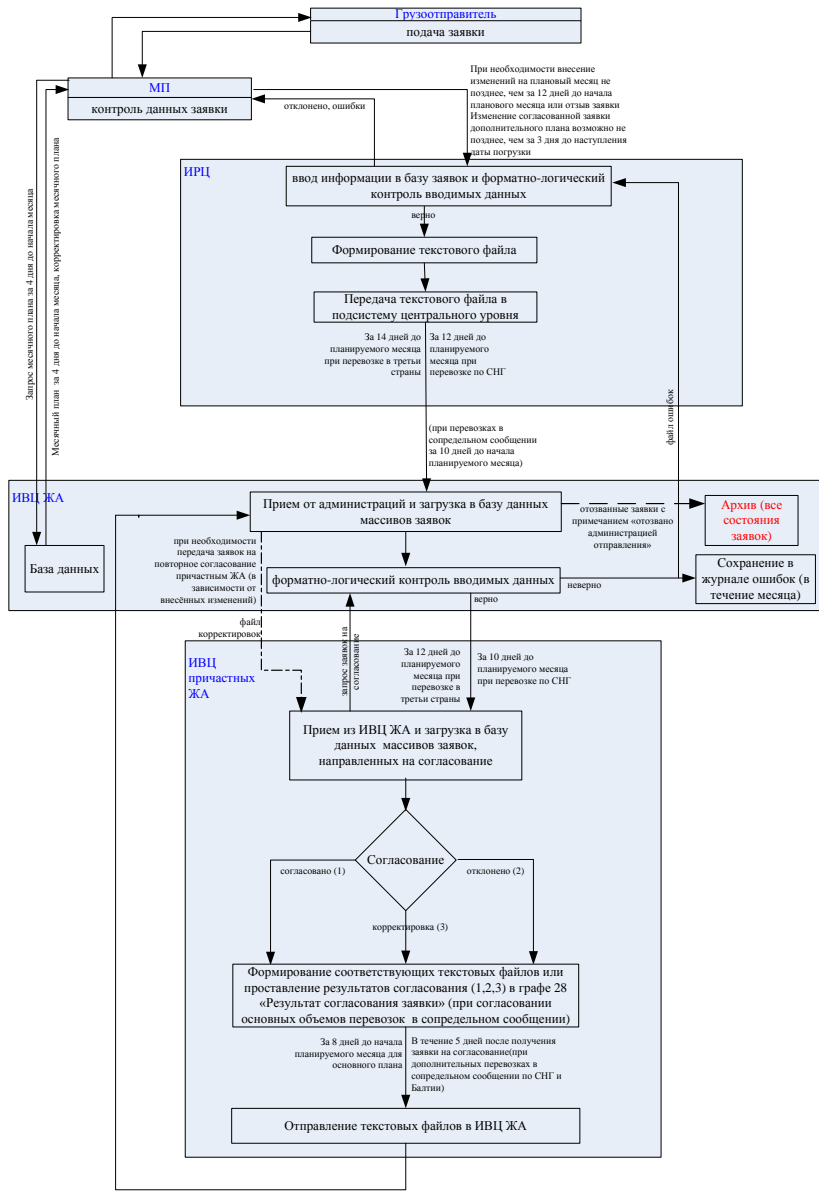 Грузоотправитель
подача заявки
МП
контроль данных заявки
отклонено, ошибки
При необходимости внесение
изменений на плановый месяц не
позднее, чем за 12 дней до начала
планового месяца или отзыв заявки
Изменение согласованной заявки
дополнительного плана возможно не
позднее, чем за 3 дня до наступления
даты погрузки
Запрос месячного плана за 4 дня до начала месяца
Месячный план за 4 дня до начала месяца, корректировка месячного плана
ИРЦ
ввод информации в базу заявок и форматно-логический
контроль вводимых данных
верно
Формирование текстового файла
Передача текстового файла в
подсистему центрального уровня
За 14 дней до
планируемого месяца
при перевозке в третьи
страны
За 12 дней до
планируемого
месяца при
перевозке по СНГ
файл ошибок
(при перевозках в
сопредельном сообщении
за 10 дней до начала
планируемого месяца)
ИВЦ ЖА
Прием от администраций и загрузка в базу данных
массивов заявок
отозванные заявки с
примечанием «отозвано
администрацией
отправления»
Архив (все
состояния
заявок)
База данных
при необходимости
передача заявок на
повторное согласование
причастным ЖА (в
зависимости от
внесённых изменений)
форматно-логический контроль вводимых данных
неверно
Сохранение в
журнале ошибок (в
течение месяца)
верно
файл
корректировок
запрос заявок на
согласование
ИВЦ
причастных
ЖА
За 12 дней до
планируемого
месяца при
перевозке в
третьи страны
За 10 дней до
планируемого месяца
при перевозке по СНГ
Прием из ИВЦ ЖА и загрузка в базу
данных массивов заявок,
направленных на согласование
Согласование
согласовано (1)
отклонено (2)
корректировка (3)
Формирование соответствующих текстовых файлов или
проставление результатов согласования (1,2,3) в графе 28
«Результат согласования заявки» (при согласовании
основных объемов перевозок в сопредельном сообщении)
За 8 дней до начала
планируемого месяца для
основного плана
В течение 5 дней после получения
заявки на согласование(при
дополнительных перевозках в
сопредельном сообщении по СНГ и
Балтии)
Отправление текстовых файлов в ИВЦ ЖА